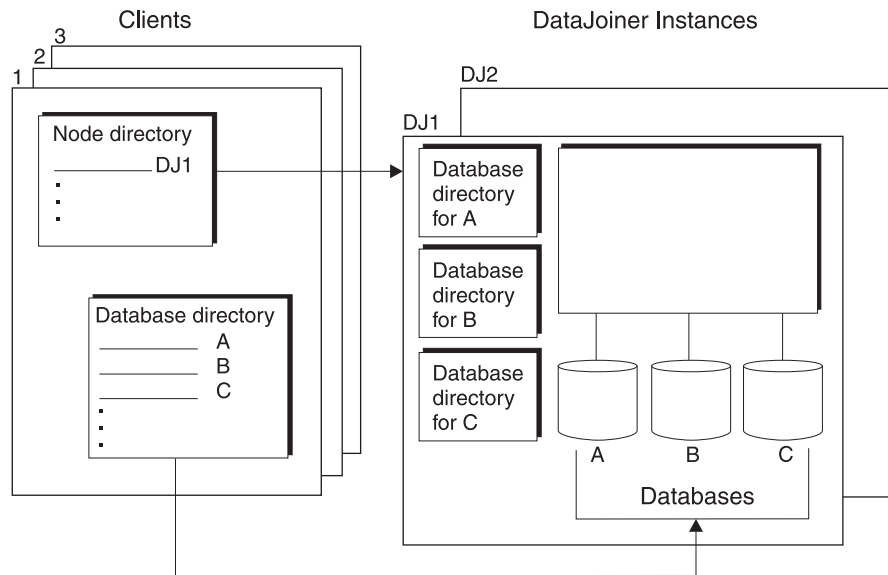 Clients
DataJoiner Instances
3
2
1
DJ2
DJ1
Node directory
DJ1
Database directory
A
B
C
Database
directory
for A
Database
directory
for B
Database
directory
for C
A
B
C
Databases